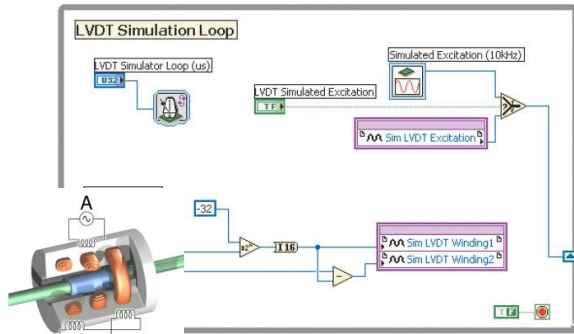 LVDT Simulation Loop
LVDT Simulator Loop (us)
U32
Simulated Excitation (10kHz)
LVDT Simulated Excitation
TF
Sim LVDT Excitation
A
-32
x2ⁿ
I16
Sim LVDT Winding1
Sim LVDT Winding2
-
TF